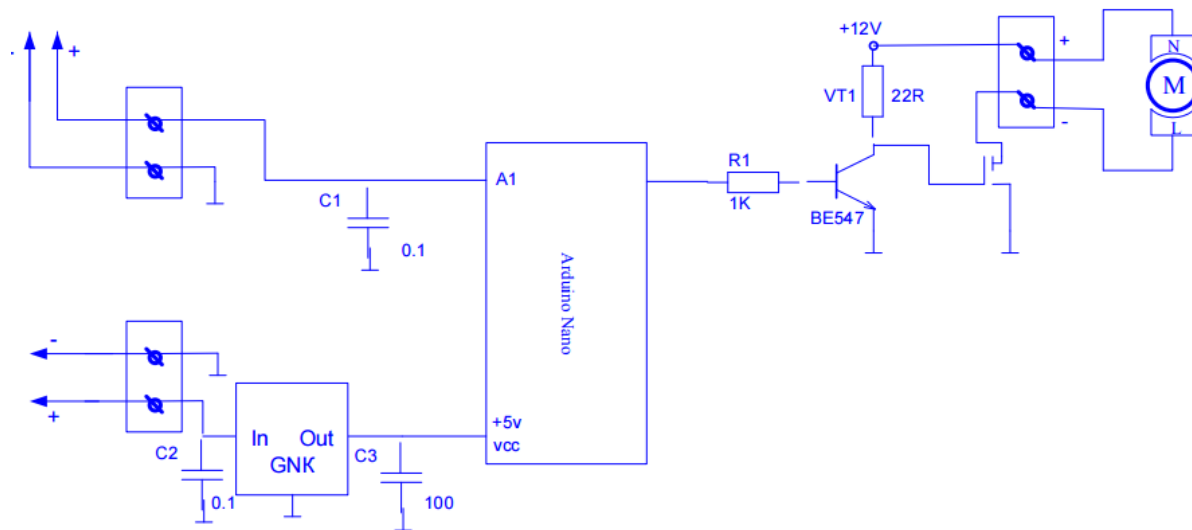 +
+12V
+
N
VT1
22R
M
-
L
A1
R1
1K
BE547
C1
0.1
Arduino Nano
-
+
In
Out
GNK
+5v
vcc
C2
0.1
C3
100